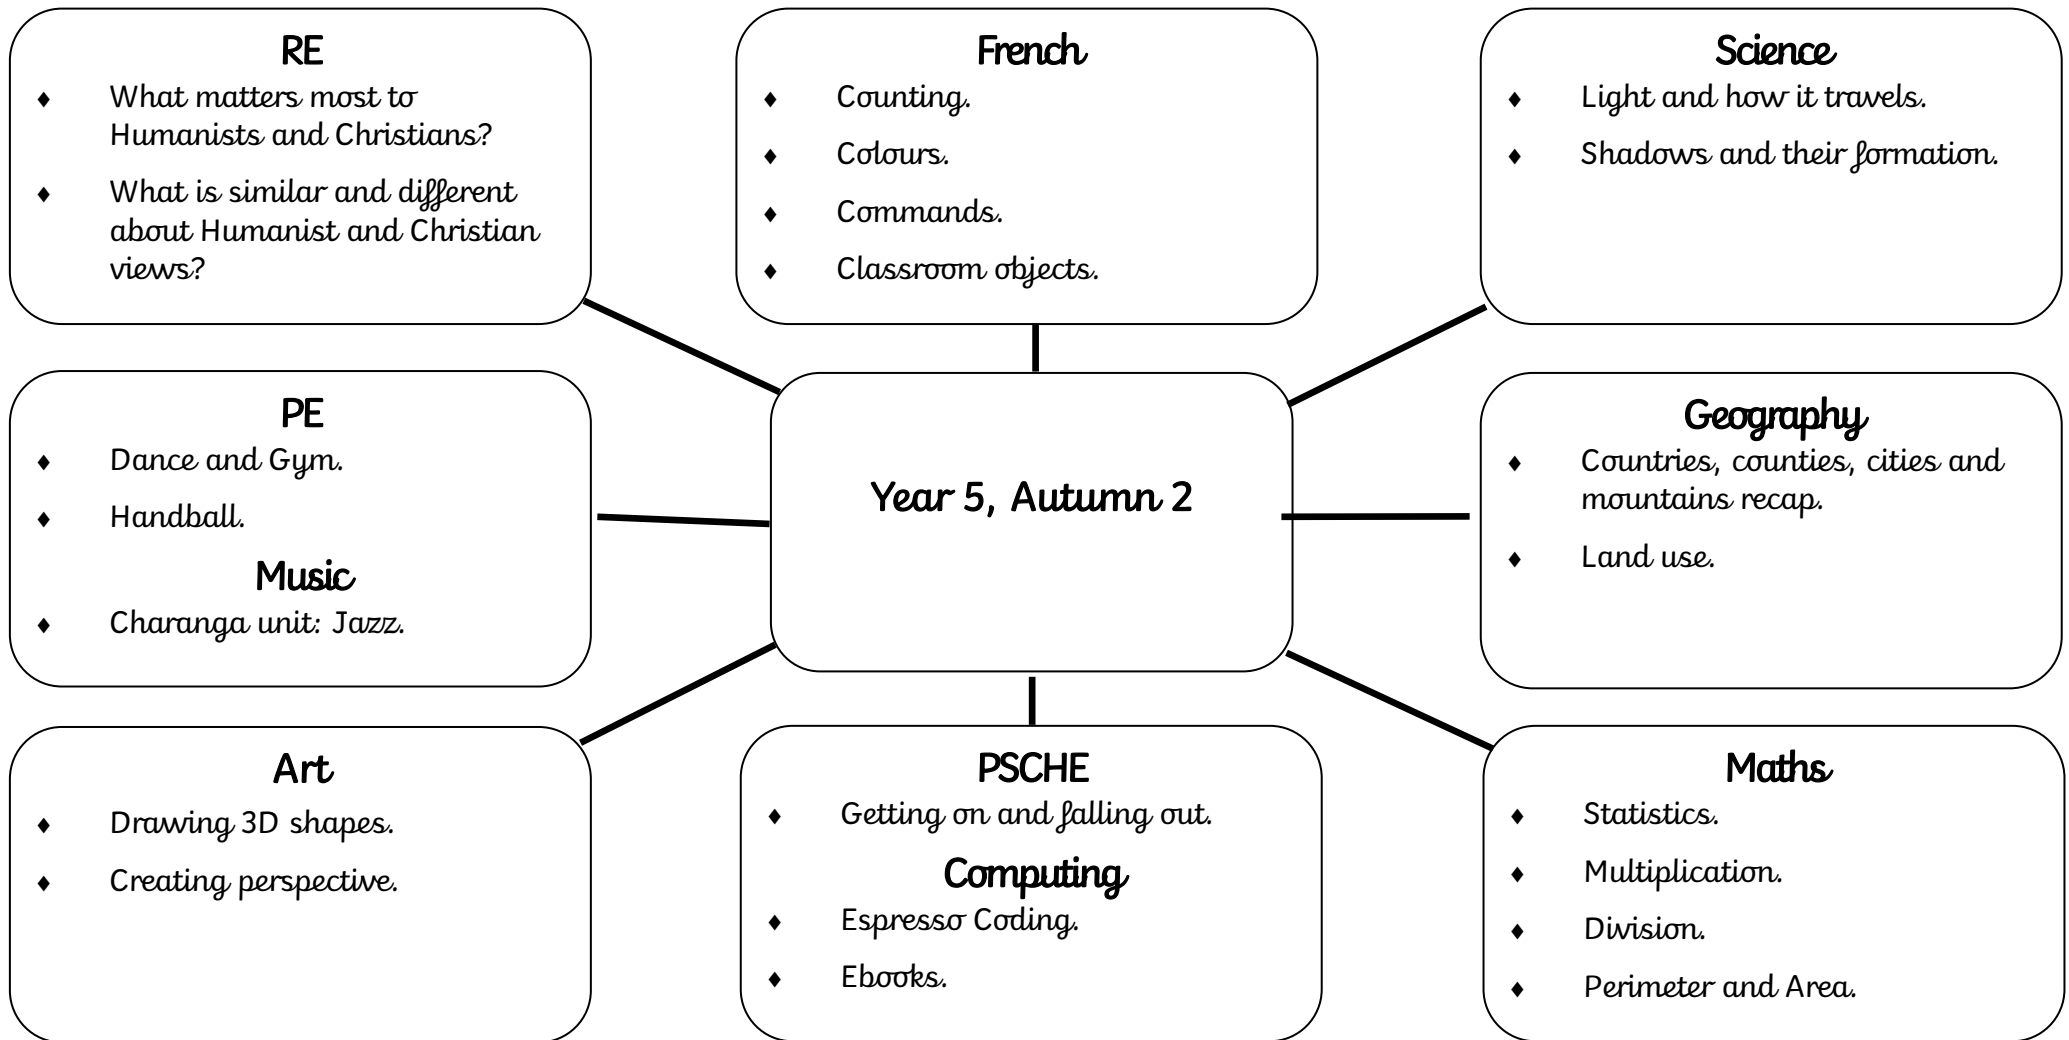 RE
♦ What matters most to
Humanists and Christians?
♦ What is similar and different
about Humanist and Christian
views?
French
♦ Counting.
♦ Colours.
♦ Commands.
♦ Classroom objects.
Science
♦ Light and how it travels.
♦ Shadows and their formation.
PE
♦ Dance and Gym.
♦ Handball.
Music
♦ Charanga unit: Jazz.
Year 5, Autumn 2
Geography
♦ Countries, counties, cities and
mountains recap.
♦ Land use.
Art
♦ Drawing 3D shapes.
♦ Creating perspective.
PSCHE
♦ Getting on and falling out.
Computing
♦ Espresso Coding.
♦ Ebooks.
Maths
♦ Statistics.
♦ Multiplication.
♦ Division.
♦ Perimeter and Area.